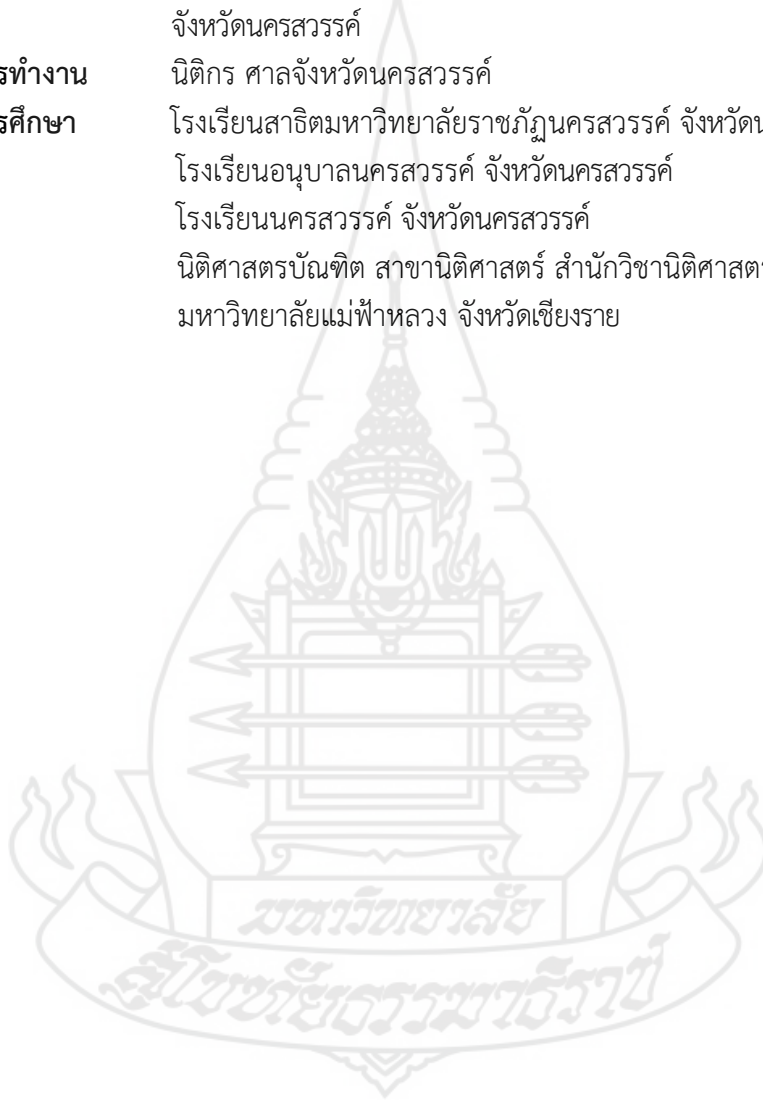 จังหวัดนครสวรรค์
รทำงาน นิติกร ศาลจังหวัดนครสวรรค์
รศึกษา โรงเรียนสาธิตมหาวิทยาลัยราชภัฏนครสวรรค์ จังหวัดน
โรงเรียนอนุบาลนครสวรรค์ จังหวัดนครสวรรค์
โรงเรียนนครสวรรค์ จังหวัดนครสวรรค์
นิติศาสตรบัณฑิต สาขานิติศาสตร์ สำนักวิชานิติศาสตร
มหาวิทยาลัยแม่ฟ้าหลวง จังหวัดเชียงราย
มหาวิทยาลัย
สุโขทัยธรรมาธิราช